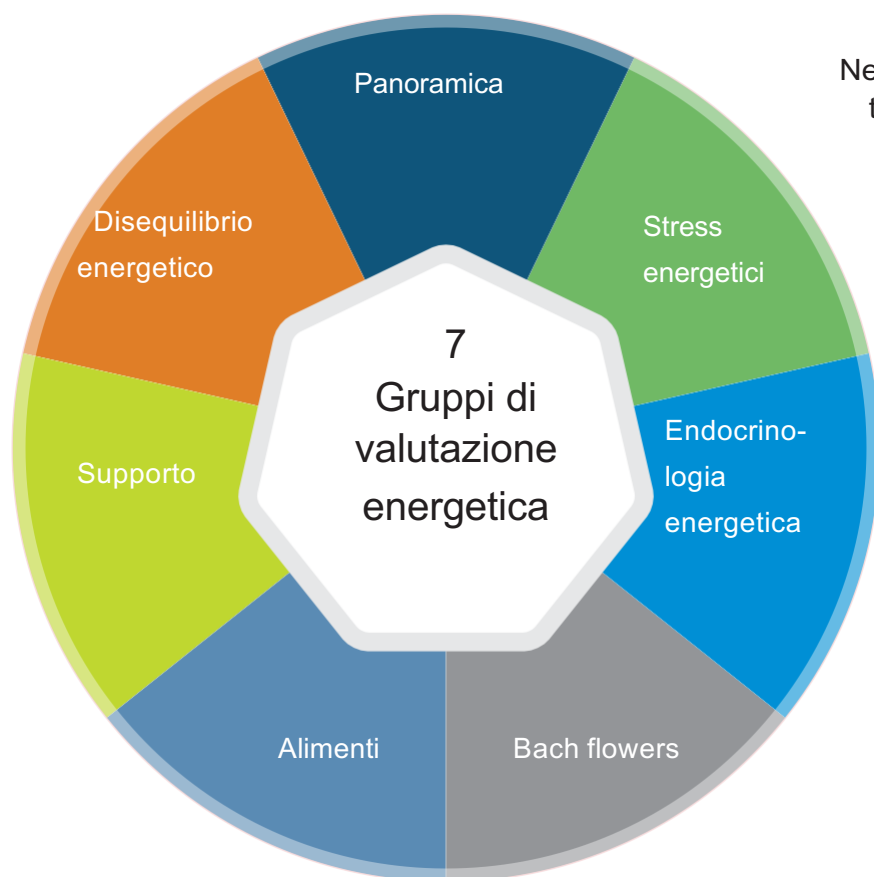 Panoramica
Stress
energetici
Endocrino-
logia
energetica
Bach flowers
Alimenti
Supporto
Disequilibrio
energetico
7
Gruppi di
valutazione
energetica